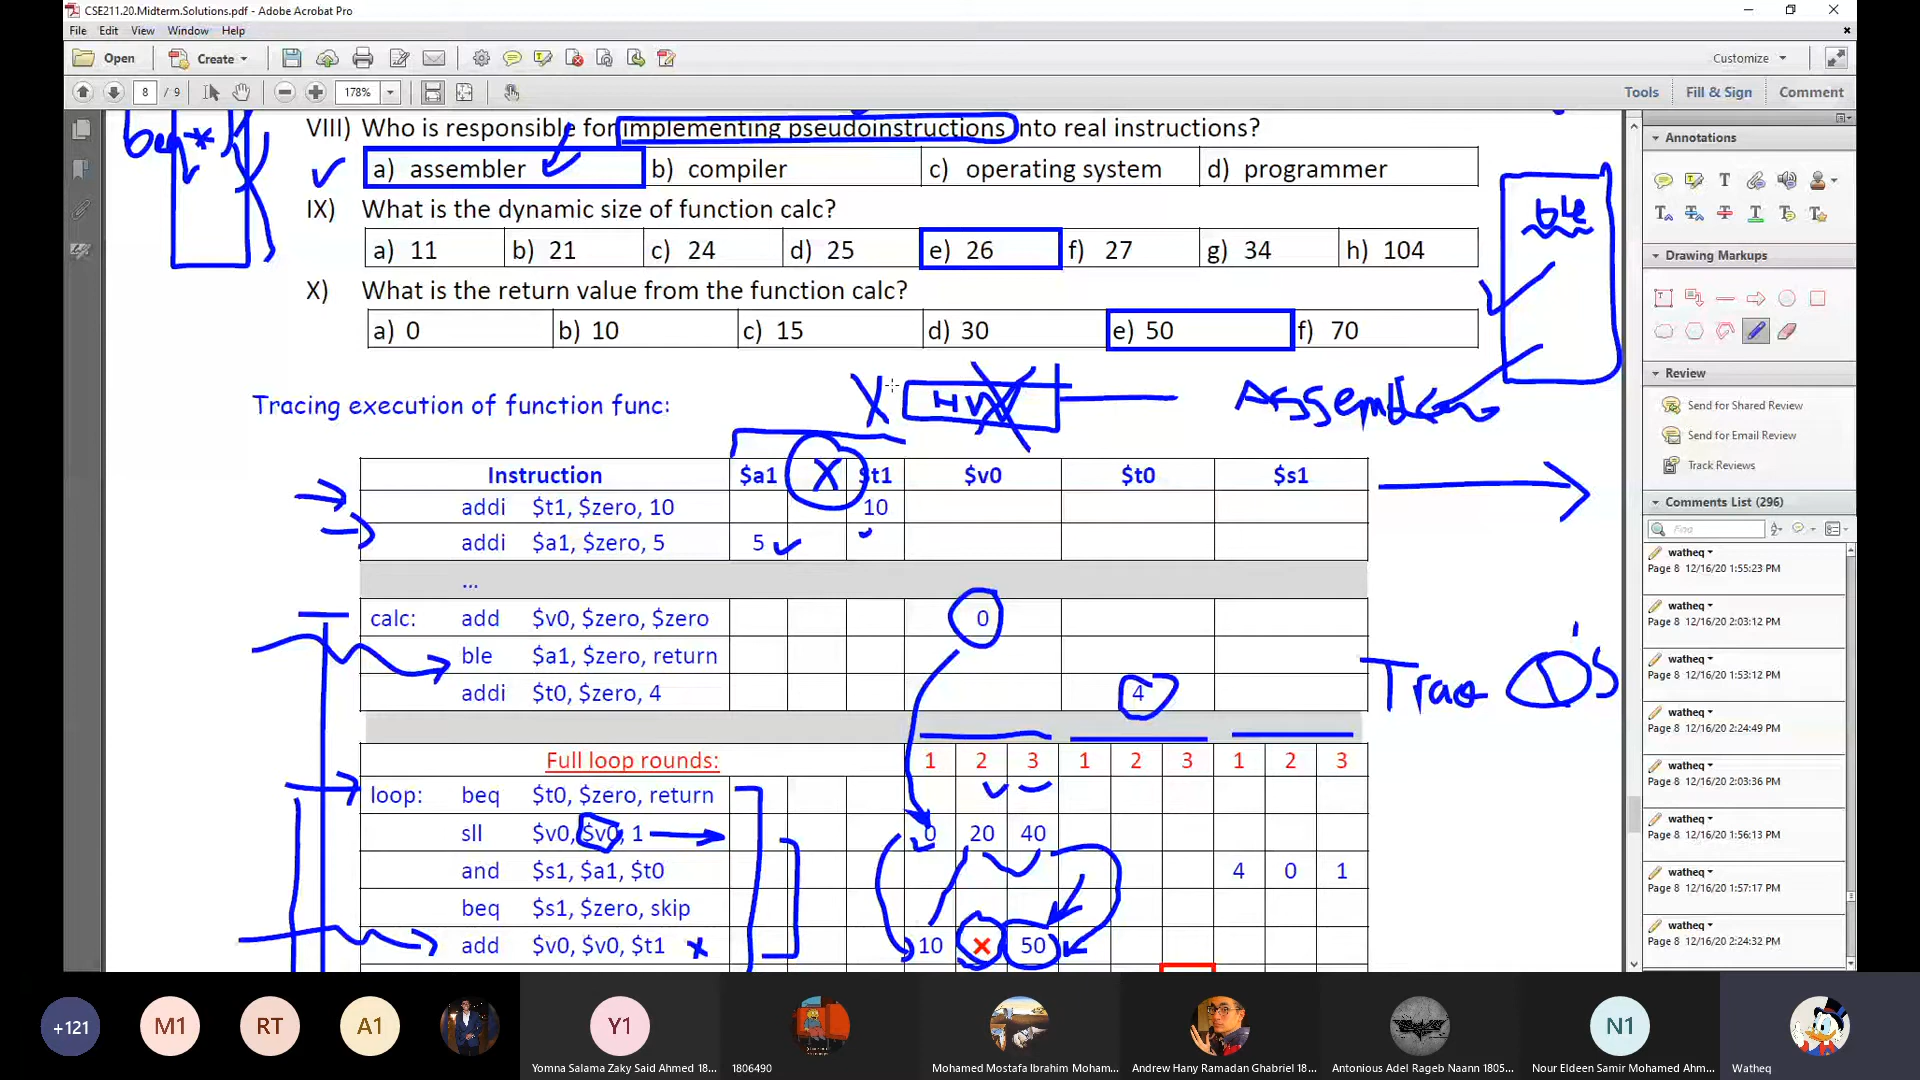 CSE211.20.Midterm.Solutions.pdf - Adobe Acrobat Pro
File Edit View Window Help
Open Create Customize
8 / 9 178% Tools Fill & Sign Comment
beq*
VIII) Who is responsible for implementing pseudoinstructions into real instructions?
a) assembler b) compiler c) operating system d) programmer
IX) What is the dynamic size of function calc?
a) 11 b) 21 c) 24 d) 25 e) 26 f) 27 g) 34 h) 104
X) What is the return value from the function calc?
a) 0 b) 10 c) 15 d) 30 e) 50 f) 70
ble
Tracing execution of function func:
X HW Assembler
Instruction $a1 X $t1 $v0 $t0 $s1
addi $t1, $zero, 10 10
addi $a1, $zero, 5 5
...
calc: add $v0, $zero, $zero 0
ble $a1, $zero, return
addi $t0, $zero, 4 4
Full loop rounds: 1 2 3 1 2 3 1 2 3
loop: beq $t0, $zero, return
sll $v0, $v0, 1 0 20 40
and $s1, $a1, $t0 4 0 1
beq $s1, $zero, skip
add $v0, $v0, $t1 x 10 × 50
Annotations
Drawing Markups
Review
Send for Shared Review
Send for Email Review
Track Reviews
Comments List (296)
Find
watheq
Page 8 12/16/20 1:55:23 PM
watheq
Page 8 12/16/20 2:03:12 PM
watheq
Page 8 12/16/20 1:53:12 PM
watheq
Page 8 12/16/20 2:24:49 PM
watheq
Page 8 12/16/20 2:03:36 PM
watheq
Page 8 12/16/20 1:56:13 PM
watheq
Page 8 12/16/20 1:57:17 PM
watheq
Page 8 12/16/20 2:24:32 PM
+121 M1 RT A1 Y1 N1
Yomna Salama Zaky Said Ahmed 18... 1806490 Mohamed Mostafa Ibrahim Moham... Andrew Hany Ramadan Ghabriel 18... Antonious Adel Rageb Naann 1805... Nour Eldeen Samir Mohamed Ahm... Watheq